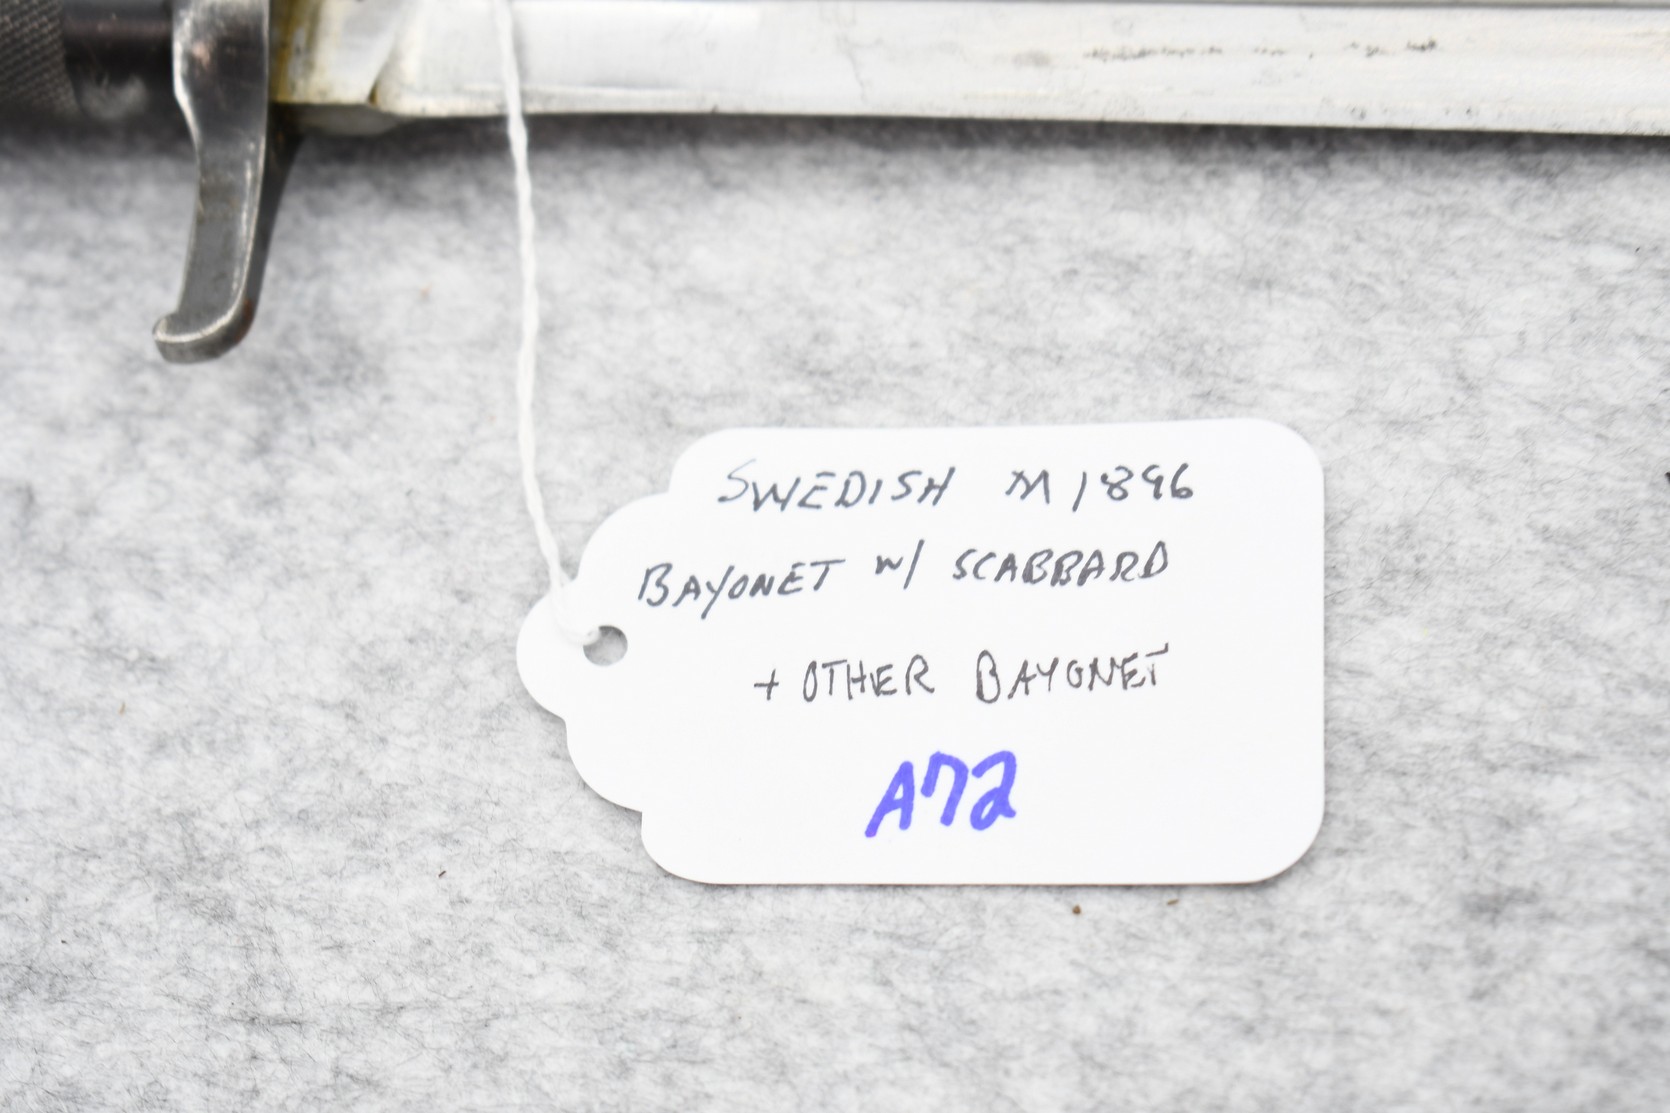 SWEDISH M1896
BAYONET W/ SCABBARD
+ OTHER BAYONET
A72